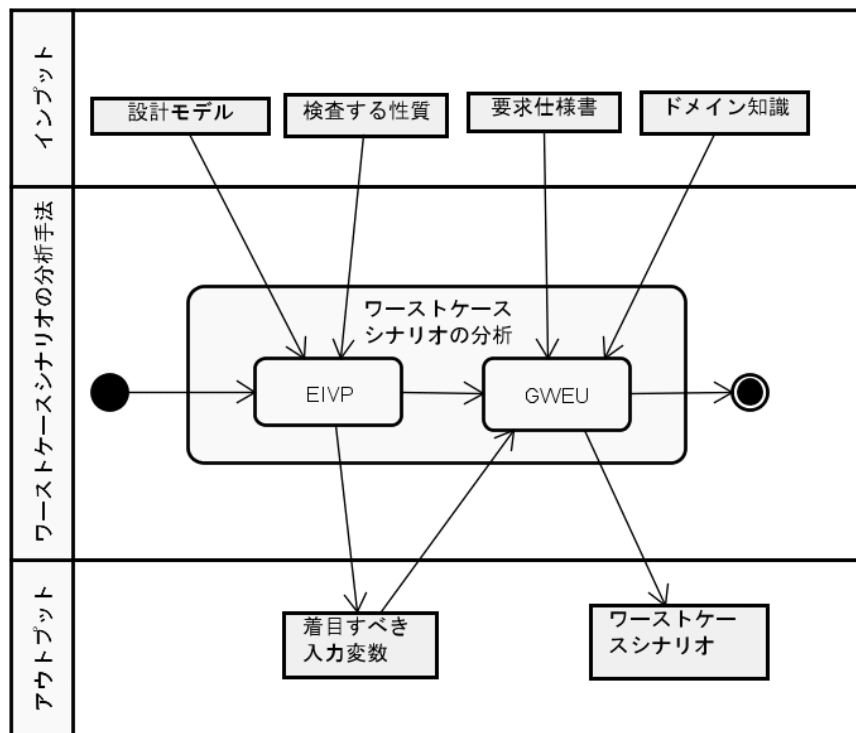 インプット
設計モデル
検査する性質
要求仕様書
ドメイン知識
ワーストケースシナリオの分析手法
ワーストケース
シナリオの分析
EIVP
GWEU
アウトプット
着目すべき
入力変数
ワーストケー
スシナリオ